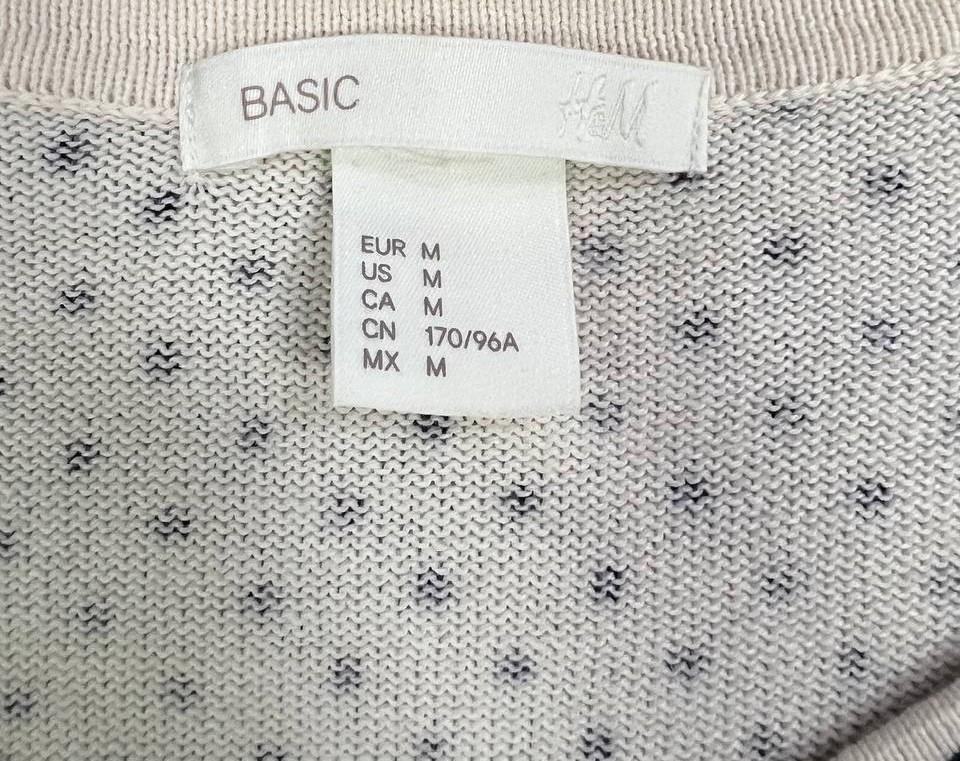 BASIC H&M
EUR M
US M
CA M
CN 170/96A
MX M